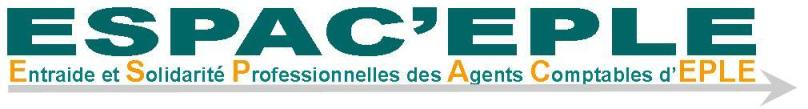 ESPAC'EPLE
Entraide et Solidarité Professionnelles des Agents Comptables d'EPLE